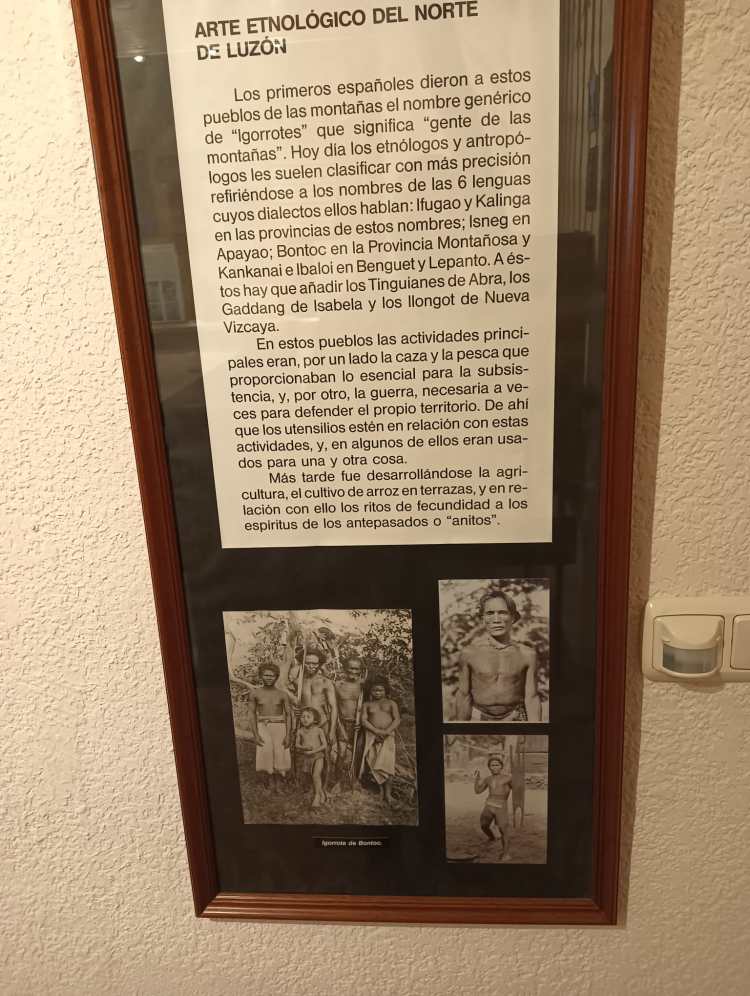 ARTE ETNOLÓGICO DEL NORTE
DE LUZÓN
Los primeros españoles dieron a estos
pueblos de las montañas el nombre genérico
de “Igorrotes” que significa “gente de las
montañas”. Hoy día los etnólogos y antropó-
logos les suelen clasificar con más precisión
refiriéndose a los nombres de las 6 lenguas
cuyos dialectos ellos hablan: Ifugao y Kalinga
en las provincias de estos nombres; Isneg en
Apayao; Bontoc en la Provincia Montañosa y
Kankanai e Ibaloi en Benguet y Lepanto. A és-
tos hay que añadir los Tinguianes de Abra, los
Gaddang de Isabela y los Ilongot de Nueva
Vizcaya.
En estos pueblos las actividades princi-
pales eran, por un lado la caza y la pesca que
proporcionaban lo esencial para la subsis-
tencia, y, por otro, la guerra, necesaria a ve-
ces para defender el propio territorio. De ahí
que los utensilios estén en relación con estas
actividades, y, en algunos de ellos eran usa-
dos para una y otra cosa.
Más tarde fue desarrollándose la agri-
cultura, el cultivo de arroz en terrazas, y en re-
lación con ello los ritos de fecundidad a los
espiritus de los antepasados o “anitos”.
Igorrote de Bontoc.